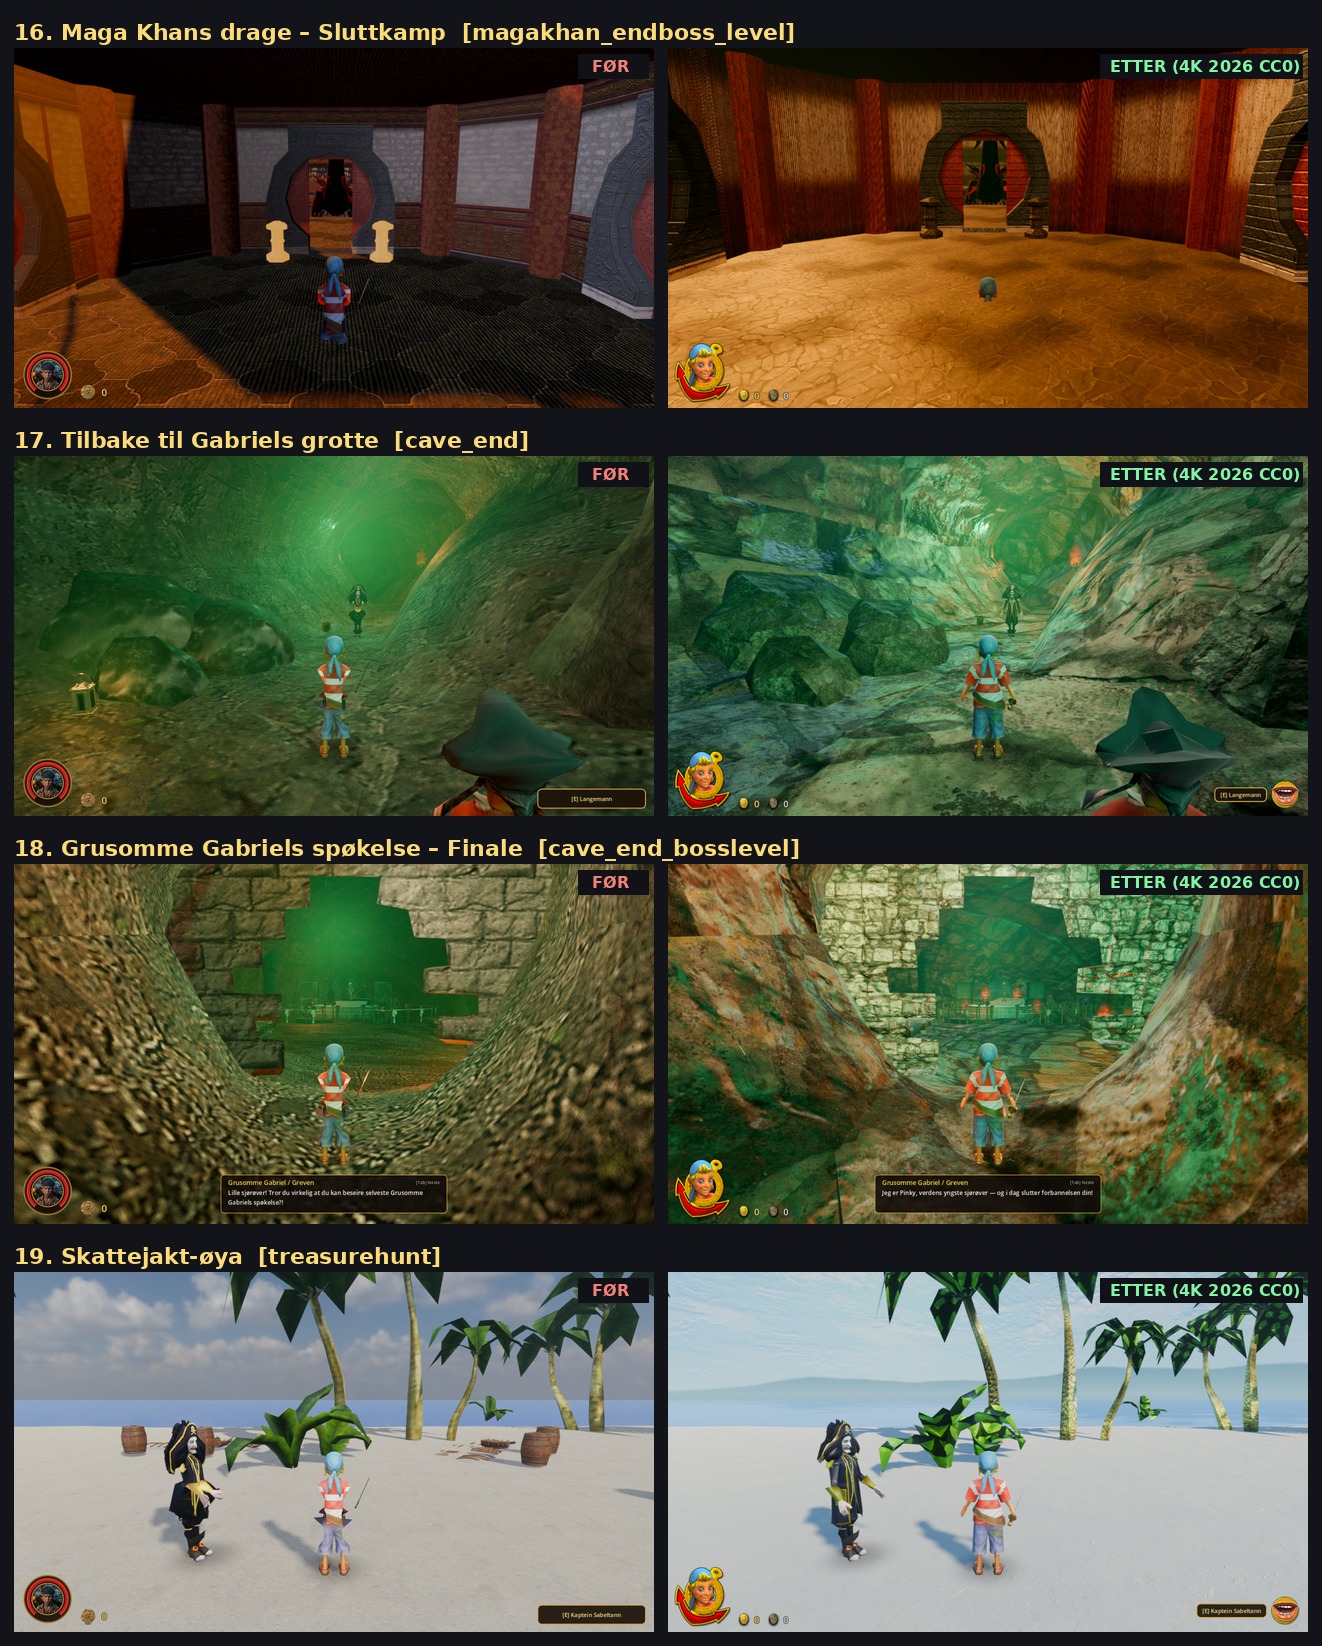 16. Maga Khans drage – Sluttkamp [magakhan_endboss_level]
FØR
ETTER (4K 2026 CC0)
0
0 0
17. Tilbake til Gabriels grotte [cave_end]
FØR
ETTER (4K 2026 CC0)
0
[E] Langemann
0 0
[E] Langemann
18. Grusomme Gabriels spøkelse – Finale [cave_end_bosslevel]
FØR
ETTER (4K 2026 CC0)
Grusomme Gabriel / Greven
Lille sjørøver! Tror du virkelig at du kan beseire selveste Grusomme
Gabriels spøkelse?!
0
Grusomme Gabriel / Greven
Jeg er Pinky, verdens yngste sjørøver — og i dag slutter forbannelsen din!
0 0
19. Skattejakt-øya [treasurehunt]
FØR
ETTER (4K 2026 CC0)
0
[E] Kaptein Sabeltann
0 0
[E] Kaptein Sabeltann